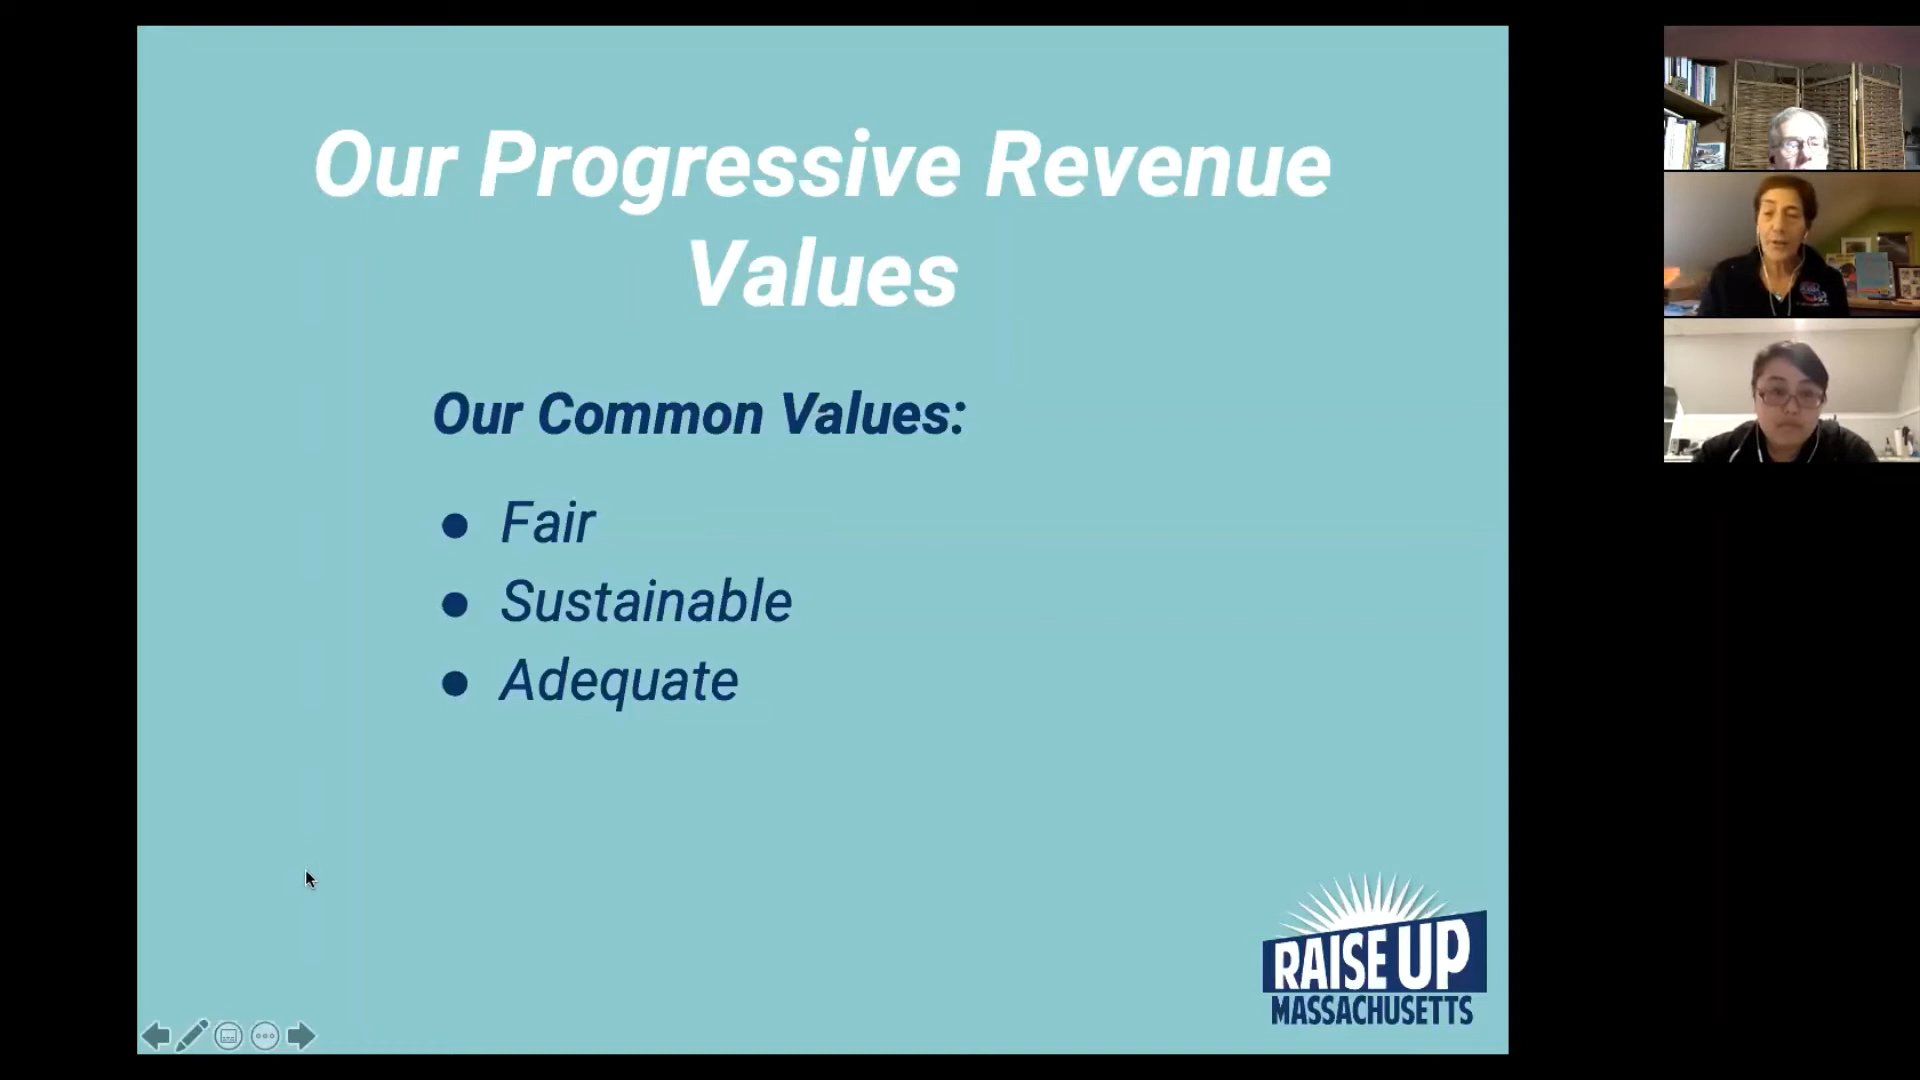 Our Progressive Revenue
Values
Our Common Values:
● Fair
● Sustainable
● Adequate
RAISE UP
MASSACHUSETTS